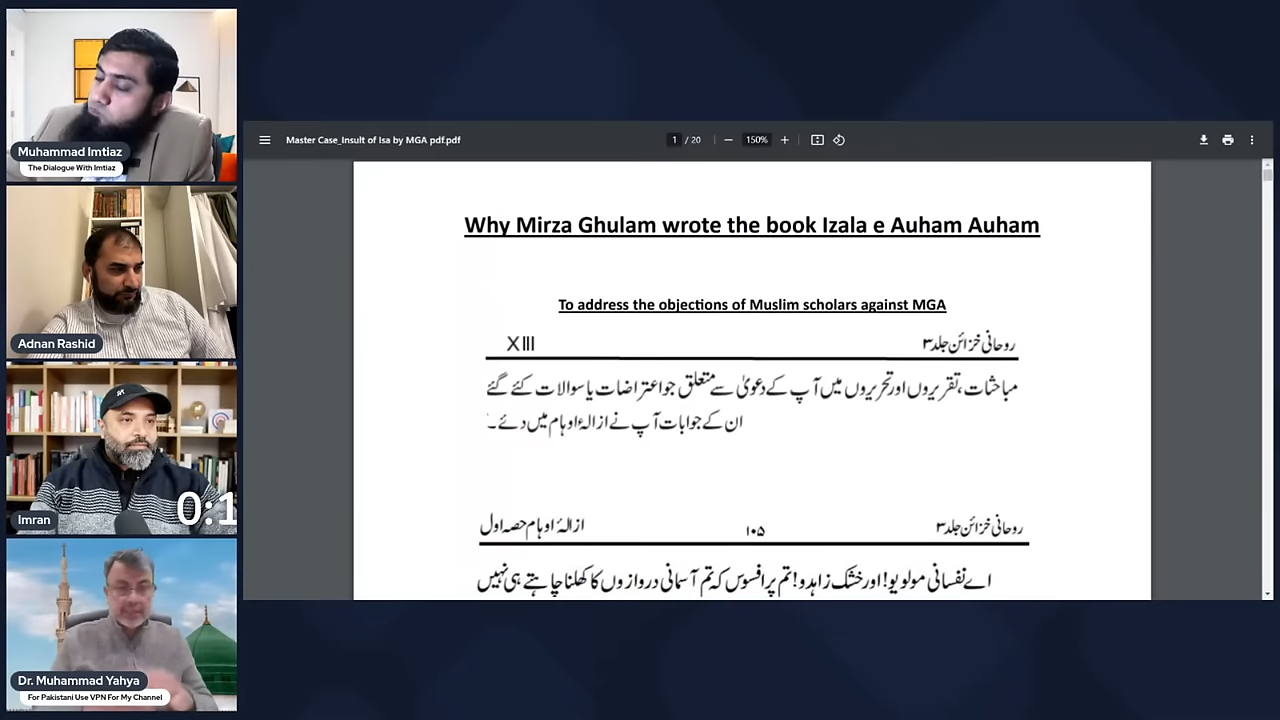 Muhammad Imtiaz
The Dialogue With Imtiaz
Adnan Rashid
Imran
0:1
Dr. Muhammad Yahya
For Pakistani Use VPN For My Channel
Master Case_Insult of Isa by MGA pdf.pdf
1 / 20
150%
Why Mirza Ghulam wrote the book Izala e Auham Auham
To address the objections of Muslim scholars against MGA
روحانی خزائن جلد ۳ XIII
مباحثات، تقریروں اور تحریروں میں آپ کے دعویٰ سے متعلق جو اعتراضات یا سوالات کئے گئے
ان کے جوابات آپ نے ازالۂ اوہام میں دئے۔
روحانی خزائن جلد ۳ ۱۰۵ ازالۂ اوہام حصہ اول
اے نفسانی مولویو! اور خشک زاہدو! تم پر افسوس کہ تم آسمانی دروازوں کا کھلنا چاہتے ہی نہیں